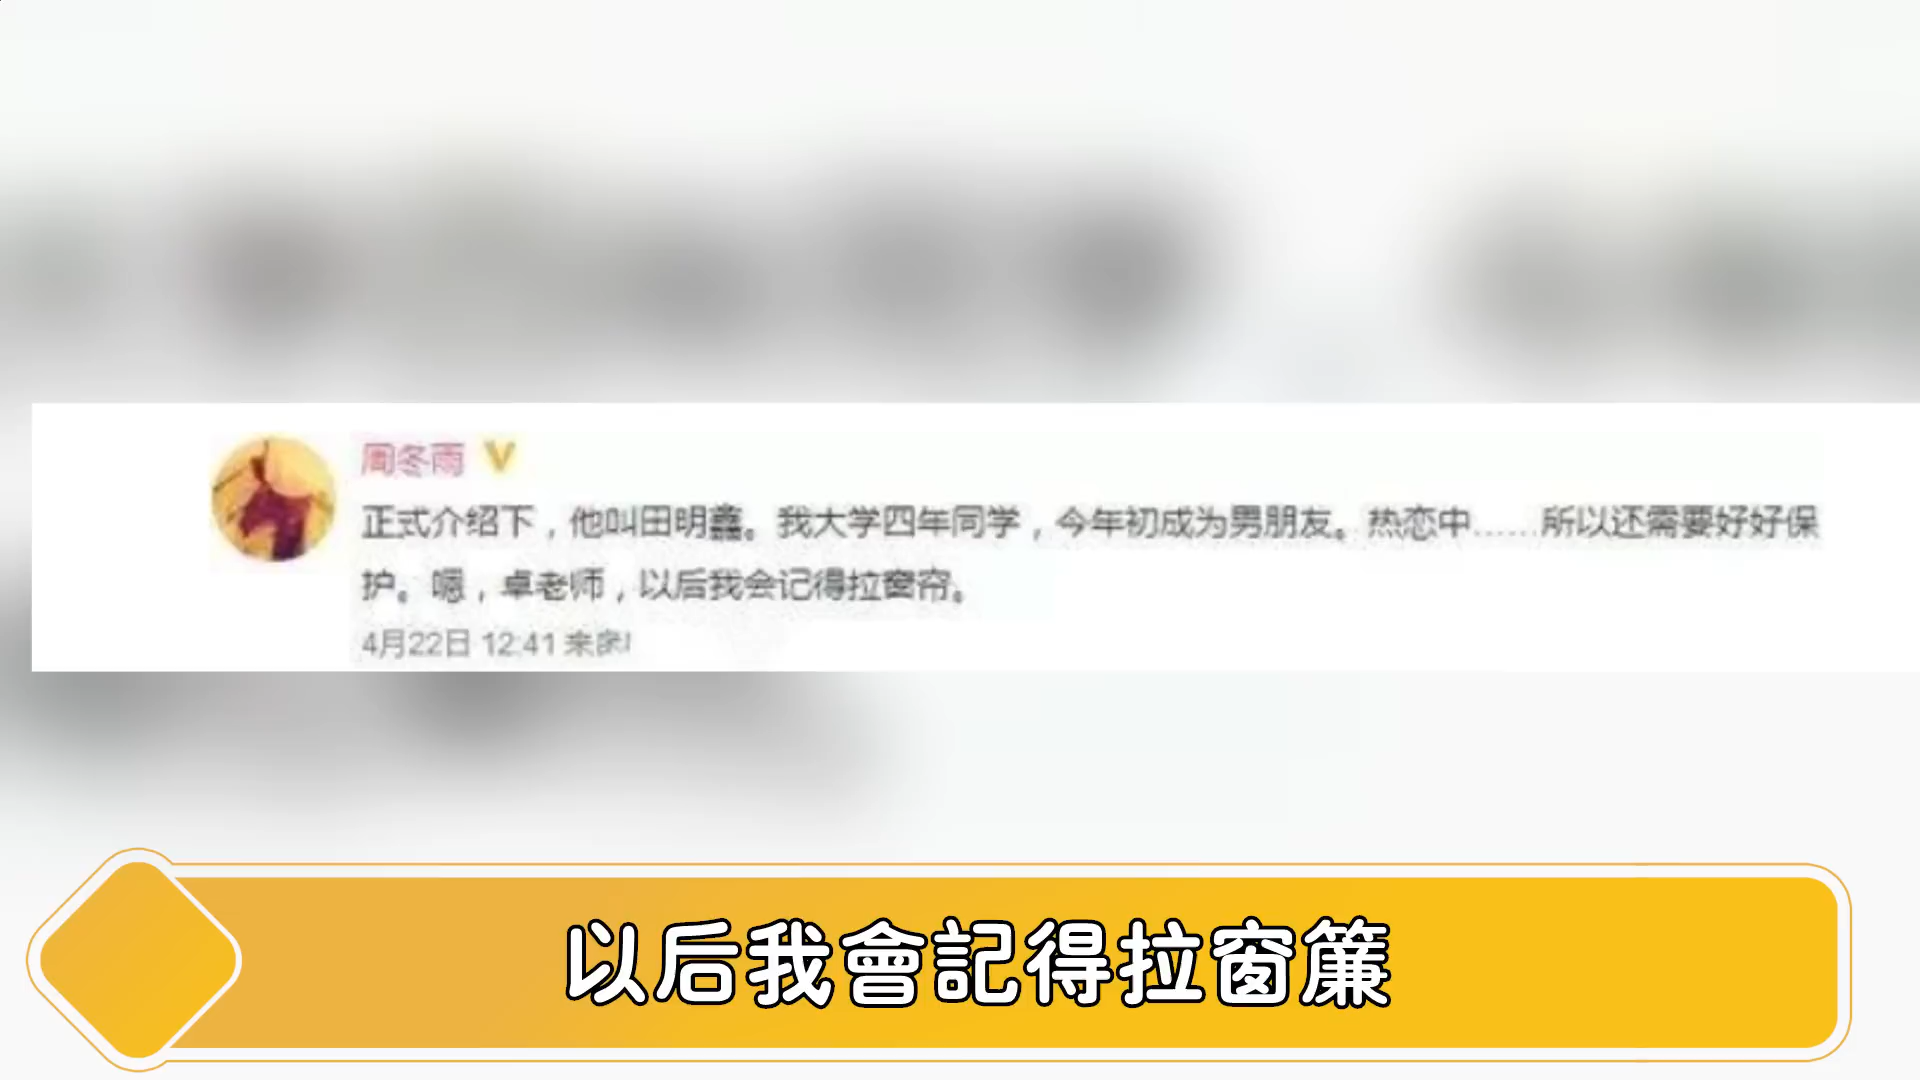 周冬雨 V
正式介绍下，他叫田明鑫。我大学四年同学，今年初成为男朋友。热恋中……所以还需要好好保
护。嗯，卓老师，以后我会记得拉窗帘。
4月22日 12:41 来自
以后我會記得拉窗簾